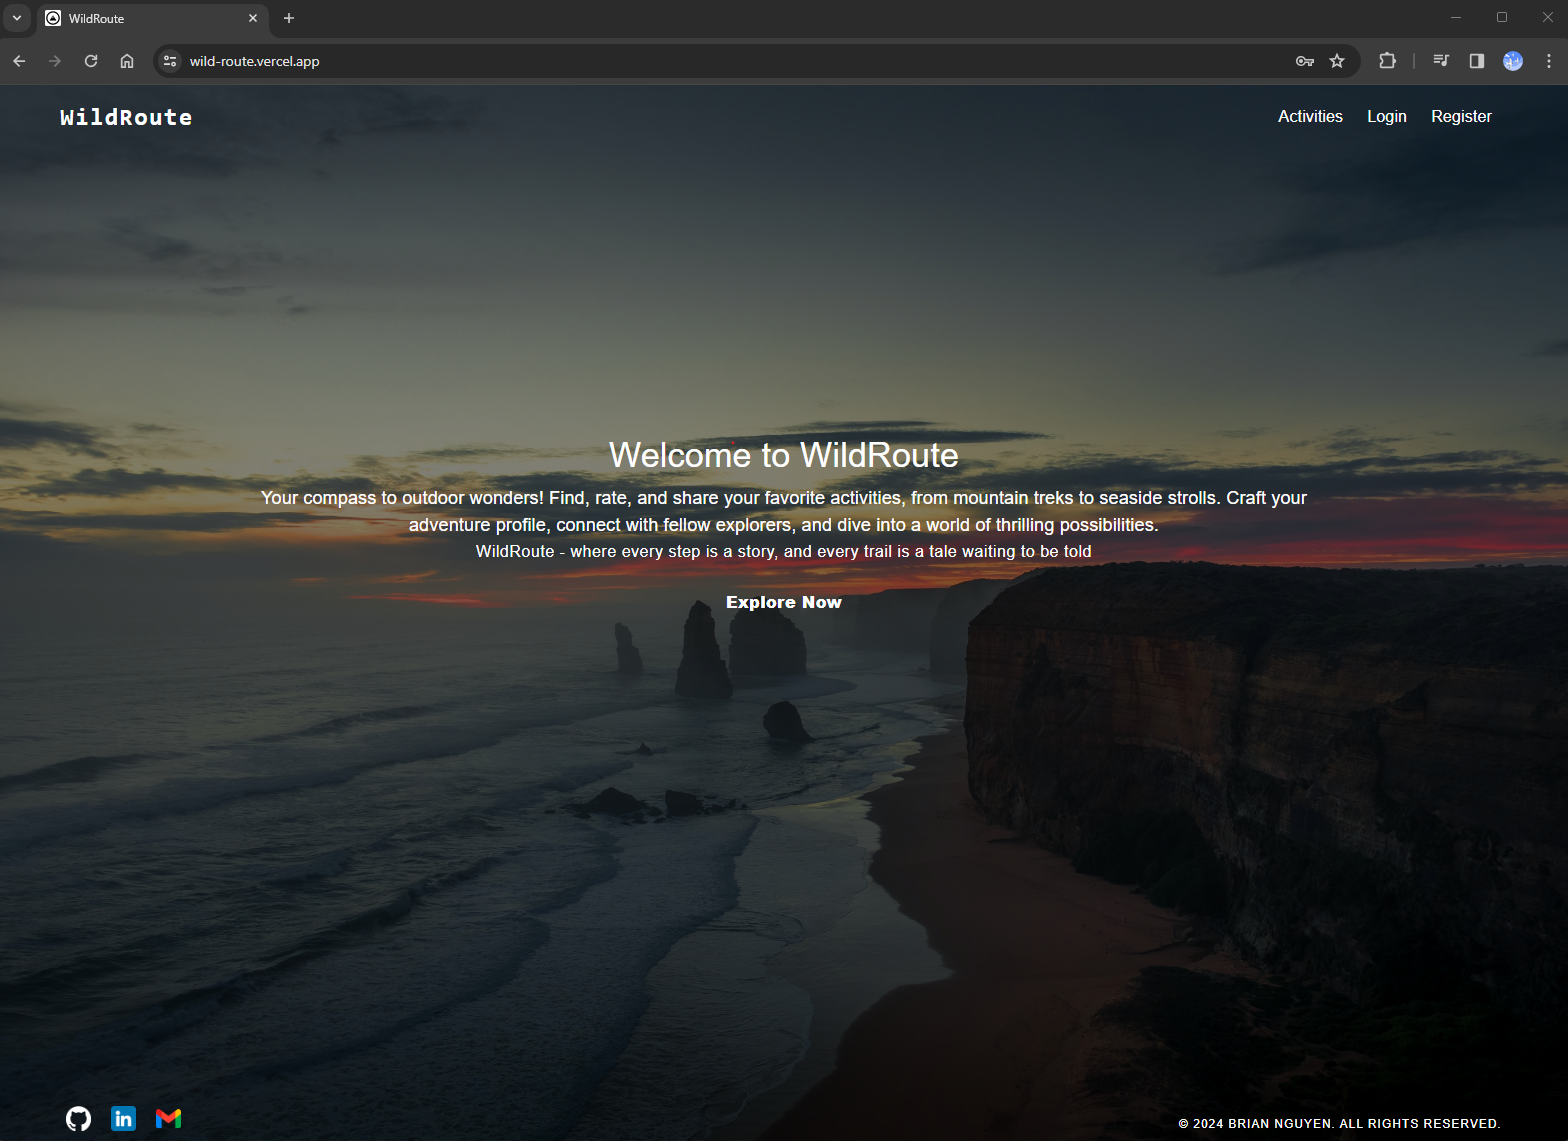 WildRoute
wild-route.vercel.app
WildRoute
Activities Login Register
Welcome to WildRoute
Your compass to outdoor wonders! Find, rate, and share your favorite activities, from mountain treks to seaside strolls. Craft your
adventure profile, connect with fellow explorers, and dive into a world of thrilling possibilities.
WildRoute - where every step is a story, and every trail is a tale waiting to be told
Explore Now
in
© 2024 BRIAN NGUYEN. ALL RIGHTS RESERVED.